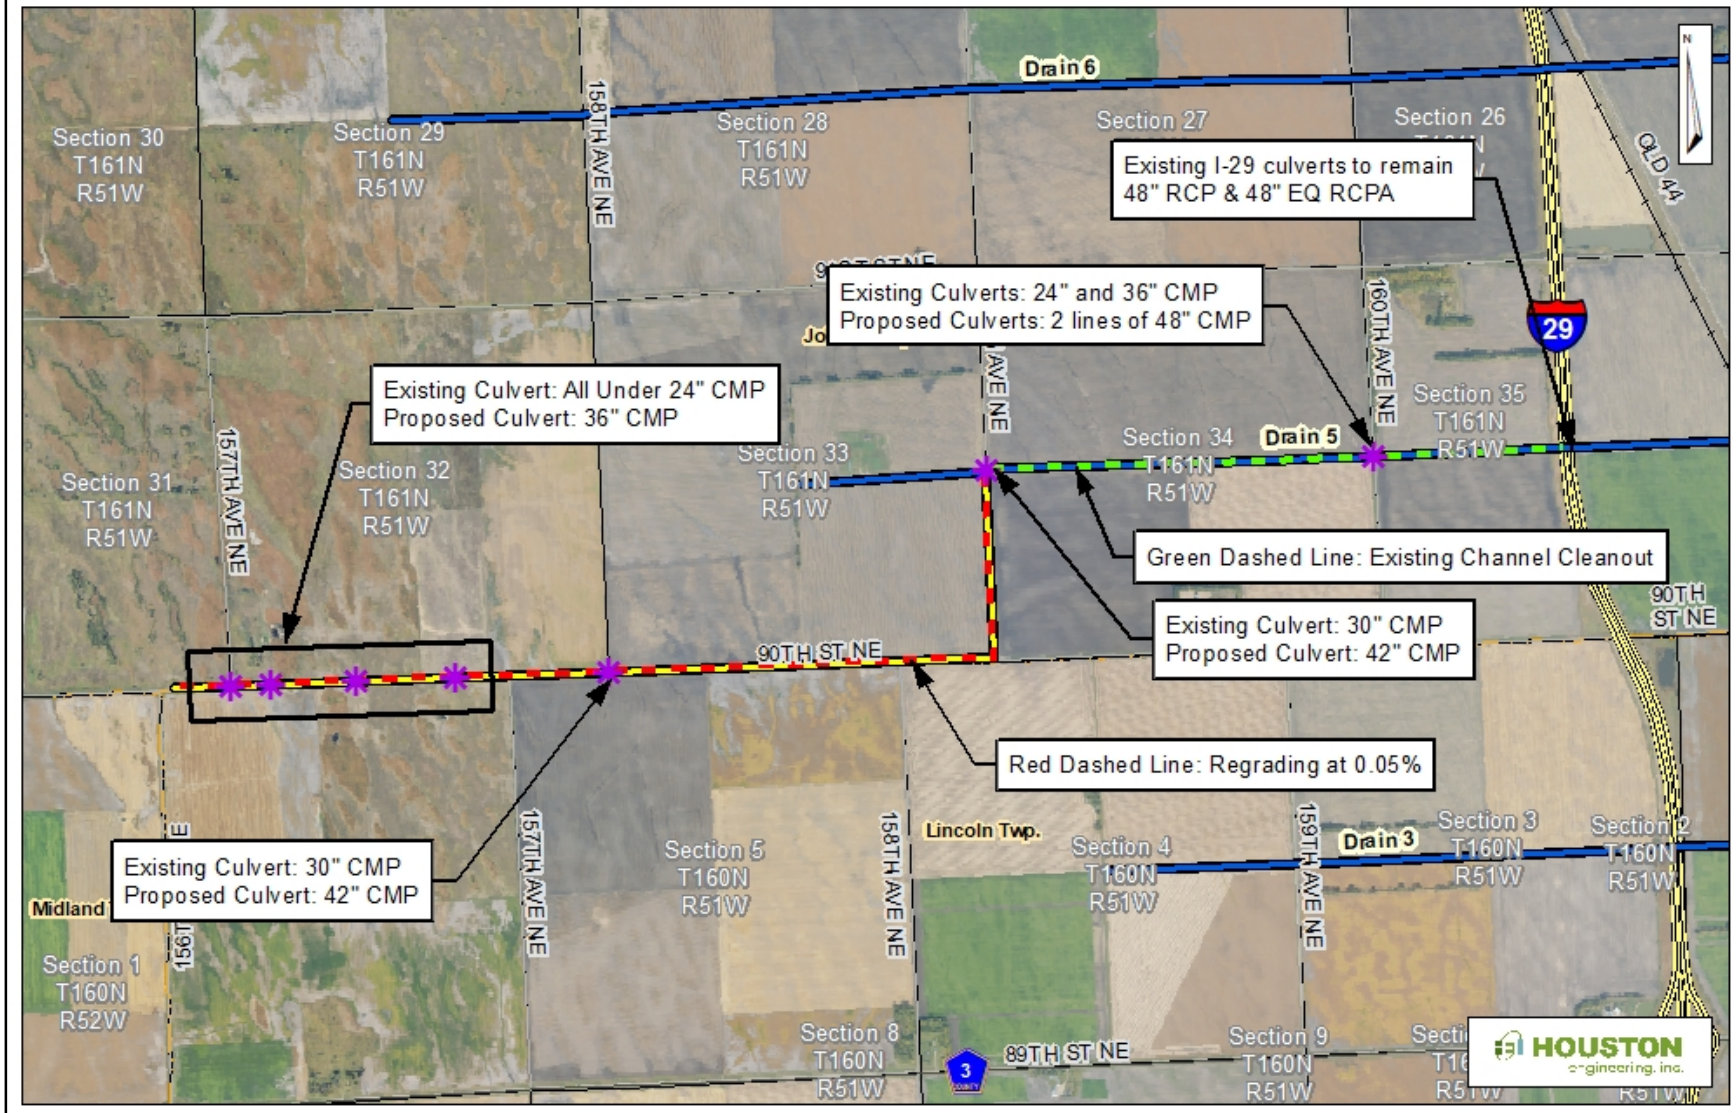 Drain 6
N
Section 30
T161N
R51W
Section 29
T161N
R51W
158TH AVE NE
Section 28
T161N
R51W
Section 27
Section 26
OLD 44
Existing I-29 culverts to remain
48" RCP & 48" EQ RCPA
Existing Culverts: 24" and 36" CMP
Proposed Culverts: 2 lines of 48" CMP
160TH AVE NE
29
Existing Culvert: All Under 24" CMP
Proposed Culvert: 36" CMP
AVE NE
Section 31
T161N
R51W
157TH AVE NE
Section 32
T161N
R51W
Section 33
T161N
R51W
Section 34
T161N
R51W
Drain 5
Section 35
T161N
R51W
Green Dashed Line: Existing Channel Cleanout
90TH
ST NE
Existing Culvert: 30" CMP
Proposed Culvert: 42" CMP
90TH ST NE
Red Dashed Line: Regrading at 0.05%
Existing Culvert: 30" CMP
Proposed Culvert: 42" CMP
Midland
157TH AVE NE
Section 5
T160N
R51W
158TH AVE NE
Lincoln Twp.
Section 4
T160N
R51W
159TH AVE NE
Drain 3
Section 3
T160N
R51W
Section 2
T160N
R51W
Section 1
T160N
R52W
Section 8
T160N
R51W
3
COUNTY
89TH ST NE
Section 9
T160N
R51W
R51W
HOUSTON
engineering, inc.